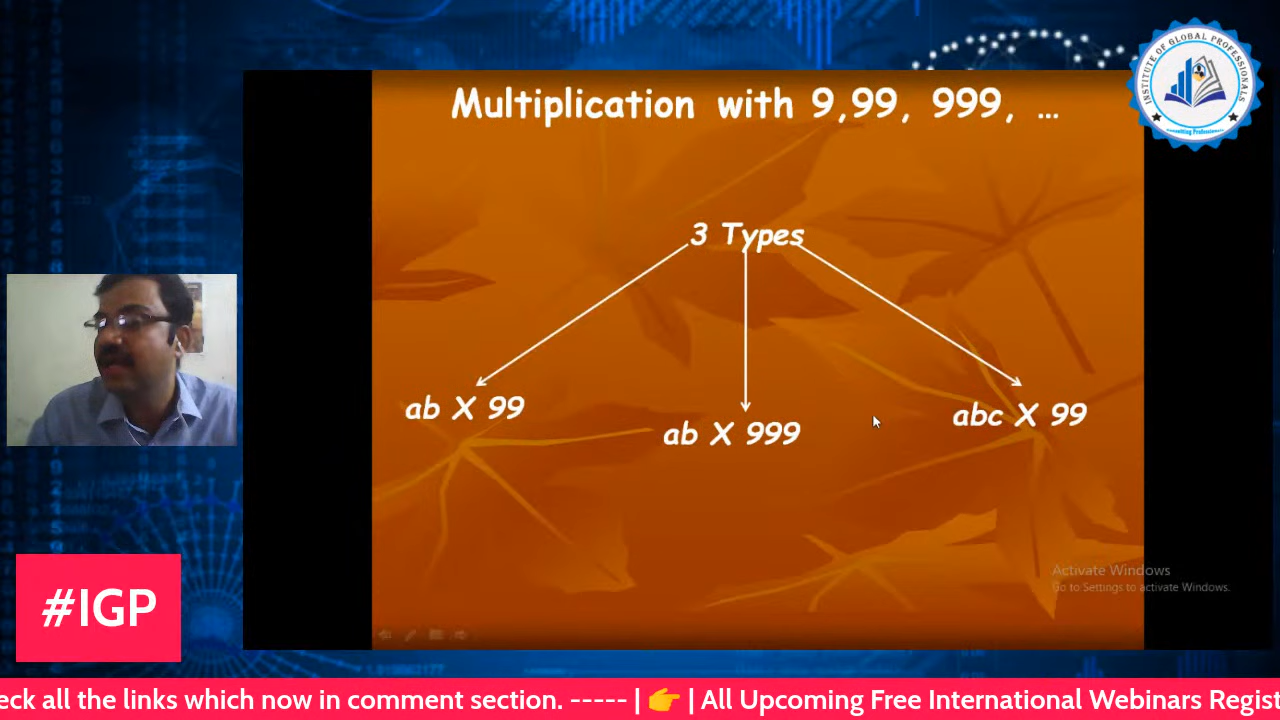 Multiplication with 9,99, 999, ...
INSTITUTE OF GLOBAL PROFESSIONALS
3 Types
ab X 99
ab X 999
abc X 99
Activate Windows
Go to Settings to activate Windows.
#IGP
eck all the links which now in comment section. ----- | 👉 | All Upcoming Free International Webinars Regist